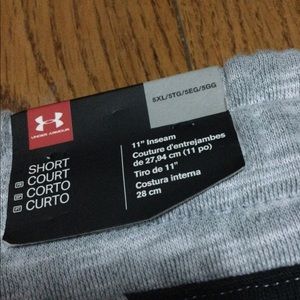 UNDER ARMOUR
5XL/5TG/5EG/5GG
SHORT
COURT
CORTO
CURTO
11" Inseam
Couture d'entrejambes
de 27,94 cm (11 po)
Tiro de 11"
Costura interna
28 cm